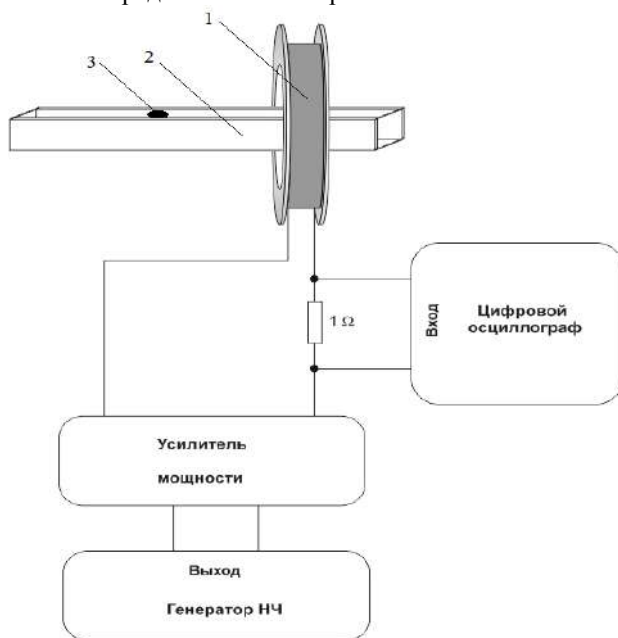 1
2
3
1 Ω
Вход
Цифровой
осциллограф
Усилитель
мощности
Выход
Генератор НЧ